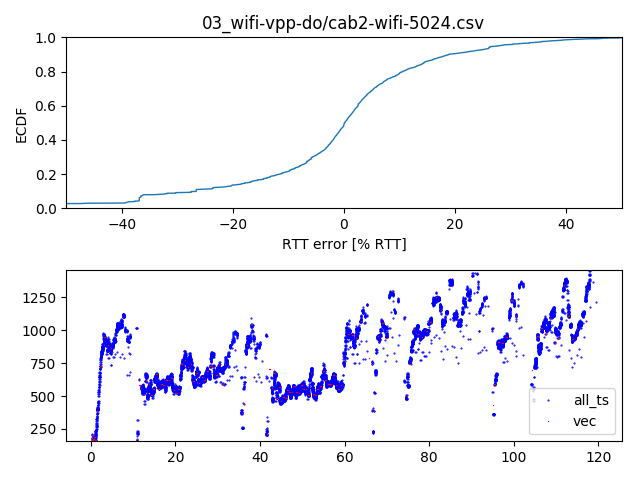 03_wifi-vpp-do/cab2-wifi-5024.csv
1.0
0.8
0.6
0.4
0.2
0.0
ECDF
−40 −20 0 20 40
RTT error [% RTT]
1250
1000
750
500
250
0 20 40 60 80 100 120
all_ts
vec